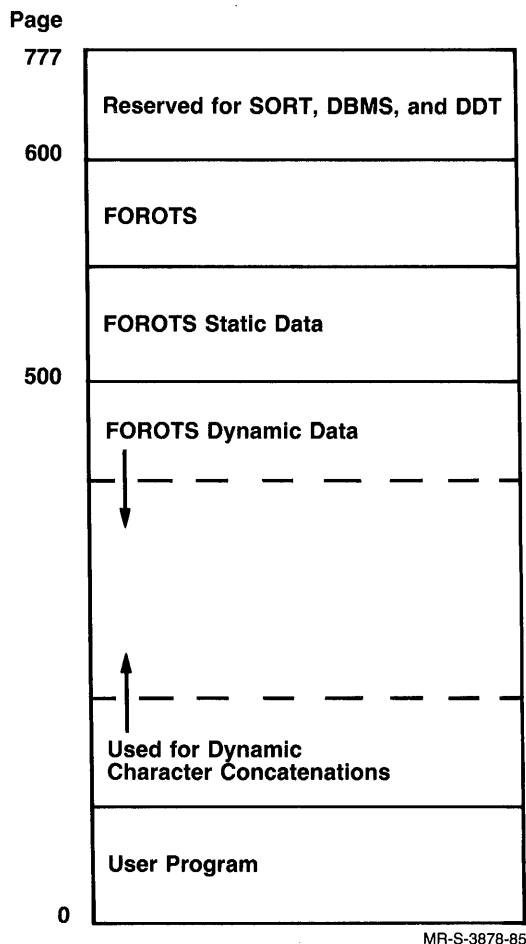 Page
777
Reserved for SORT, DBMS, and DDT
600
FOROTS
FOROTS Static Data
500
FOROTS Dynamic Data
Used for Dynamic
Character Concatenations
User Program
0
MR-S-3878-85